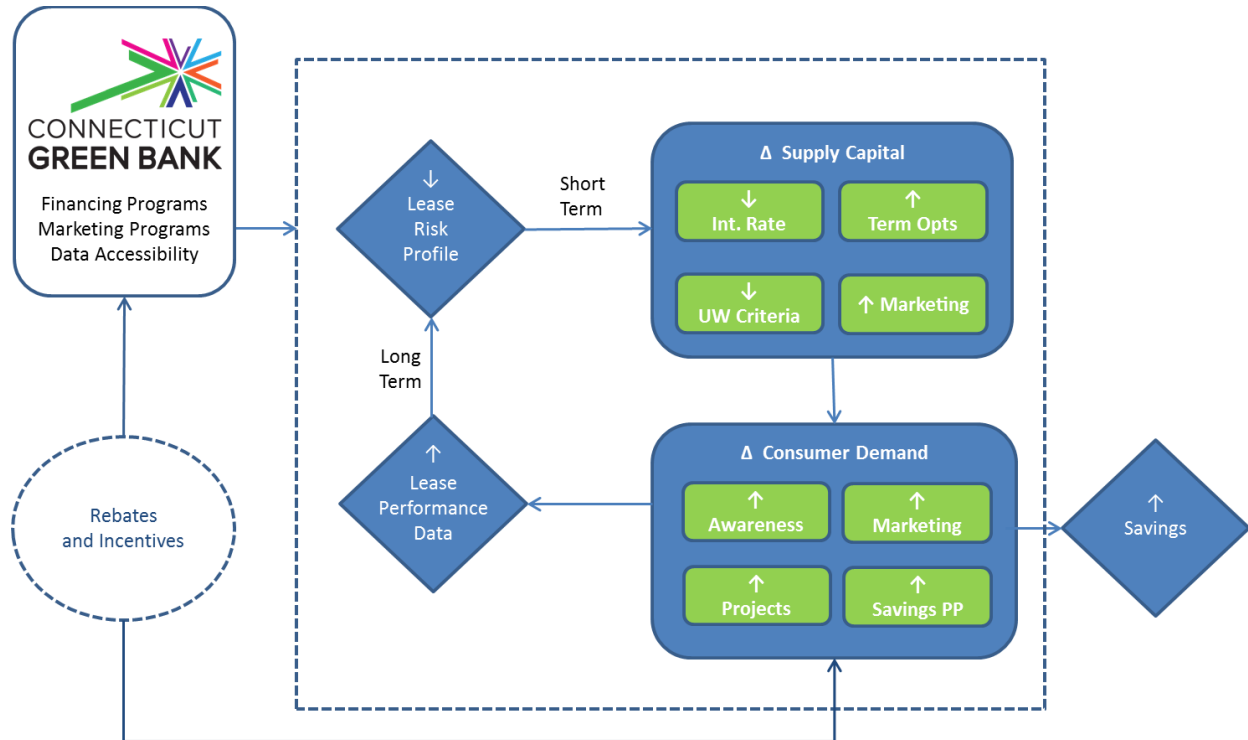 CONNECTICUT
GREEN BANK
Financing Programs
Marketing Programs
Data Accessibility
↓
Lease
Risk
Profile
Short
Term
Δ Supply Capital
↓
Int. Rate
↑
Term Opts
↓
UW Criteria
↑ Marketing
Long
Term
↑
Lease
Performance
Data
Δ Consumer Demand
↑
Awareness
↑
Marketing
↑
Projects
↑
Savings PP
↑
Savings
Rebates
and Incentives